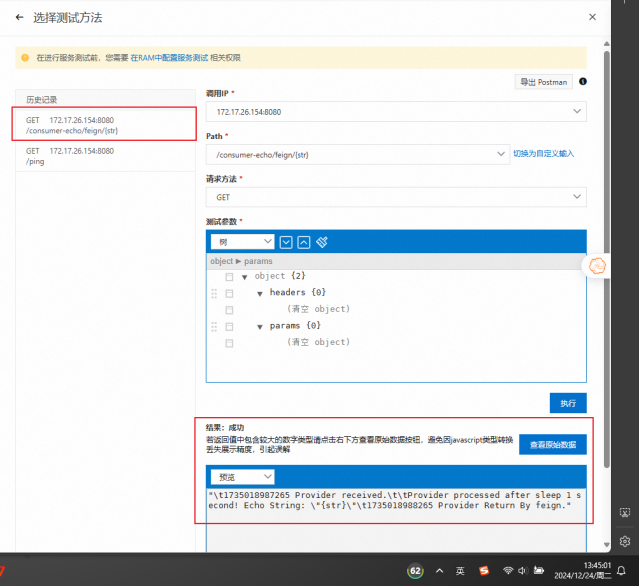 选择测试方法
在进行服务测试前，您需要 在RAM中配置服务测试 相关权限
导出 Postman
历史记录
GET 172.17.26.154:8080
/consumer-echo/feign/{str}
GET 172.17.26.154:8080
/ping
调用IP *
172.17.26.154:8080
Path *
/consumer-echo/feign/{str}
切换为自定义输入
请求方法 *
GET
测试参数 *
树
object ▶ params
object {2}
headers {0}
(清空 object)
params {0}
(清空 object)
执行
结果：成功
若返回值中包含较大的数字类型请点击右下方查看原始数据按钮，避免因javascript类型转换
丢失展示精度，引起误解
查看原始数据
预览
"\t1735018987265 Provider received.\t\tProvider processed after sleep 1 s
econd! Echo String: \"{str}\"\t1735018988265 Provider Return By feign."
62
英
13:45:01
2024/12/24/周二